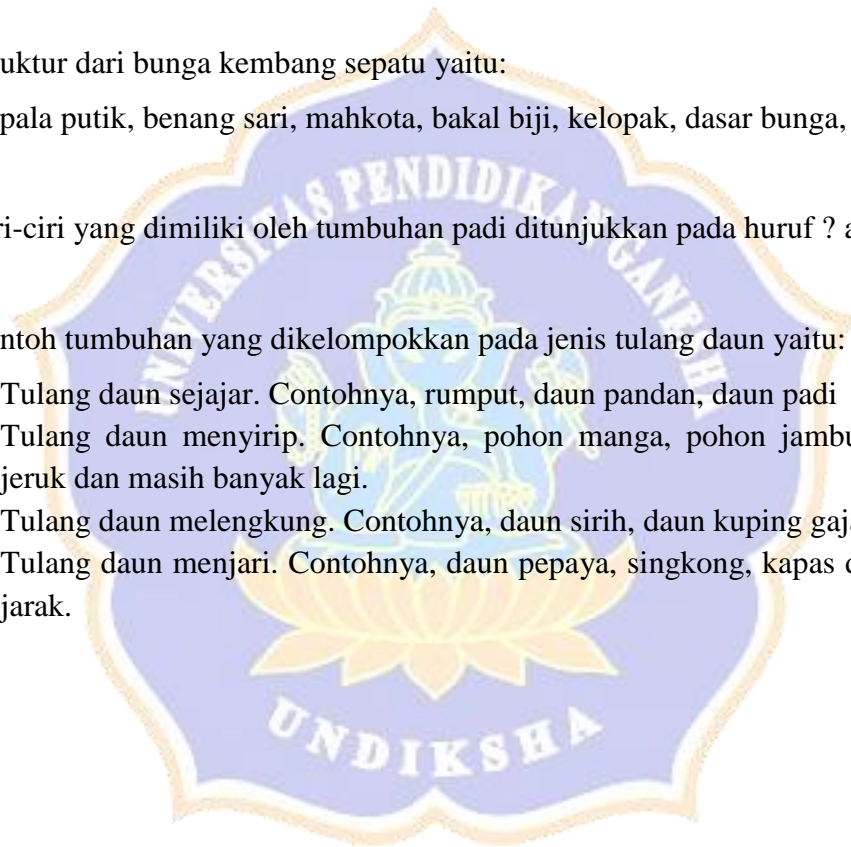 uktur dari bunga kembang sepatu yaitu:
pala putik, benang sari, mahkota, bakal biji, kelopak, dasar bunga,
ri-ciri yang dimiliki oleh tumbuhan padi ditunjukkan pada huruf ? a
ntoh tumbuhan yang dikelompokkan pada jenis tulang daun yaitu:
Tulang daun sejajar. Contohnya, rumput, daun pandan, daun padi
Tulang daun menyirip. Contohnya, pohon manga, pohon jambu
jeruk dan masih banyak lagi.
Tulang daun melengkung. Contohnya, daun sirih, daun kuping gaja
Tulang daun menjari. Contohnya, daun pepaya, singkong, kapas d
jarak.
UNIVERSITAS PENDIDIKAN GANESHA
UNDIKSHA